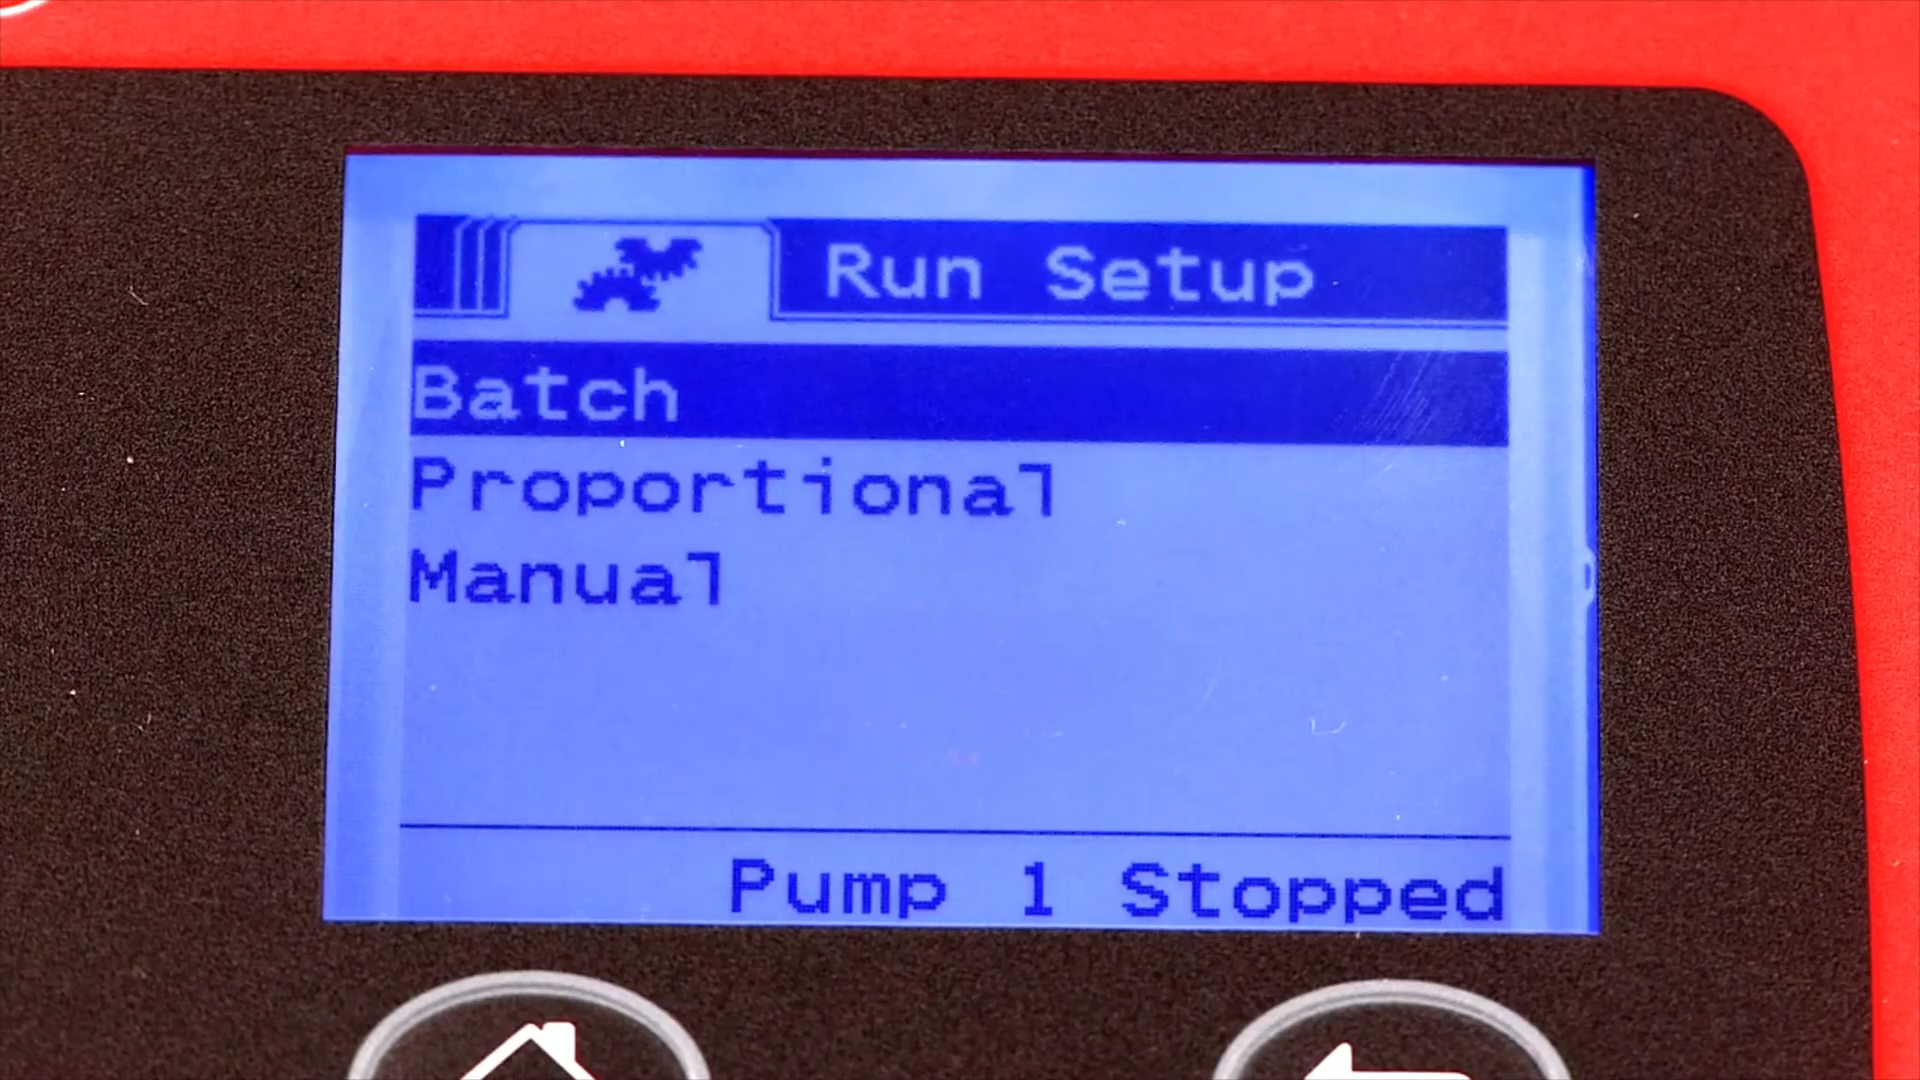 Run Setup
Batch
Proportional
Manual
Pump 1 Stopped